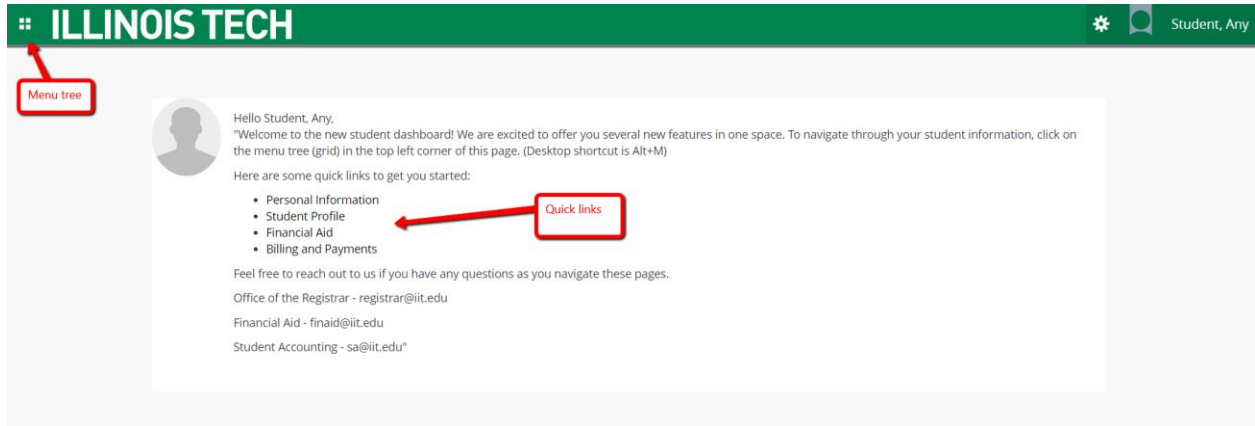 ILLINOIS TECH
Student, Any
Menu tree
Hello Student, Any,
"Welcome to the new student dashboard! We are excited to offer you several new features in one space. To navigate through your student information, click on
the menu tree (grid) in the top left corner of this page. (Desktop shortcut is Alt+M)
Here are some quick links to get you started:
• Personal Information
• Student Profile
• Financial Aid
• Billing and Payments
Quick links
Feel free to reach out to us if you have any questions as you navigate these pages.
Office of the Registrar - registrar@iit.edu
Financial Aid - finaid@iit.edu
Student Accounting - sa@iit.edu"